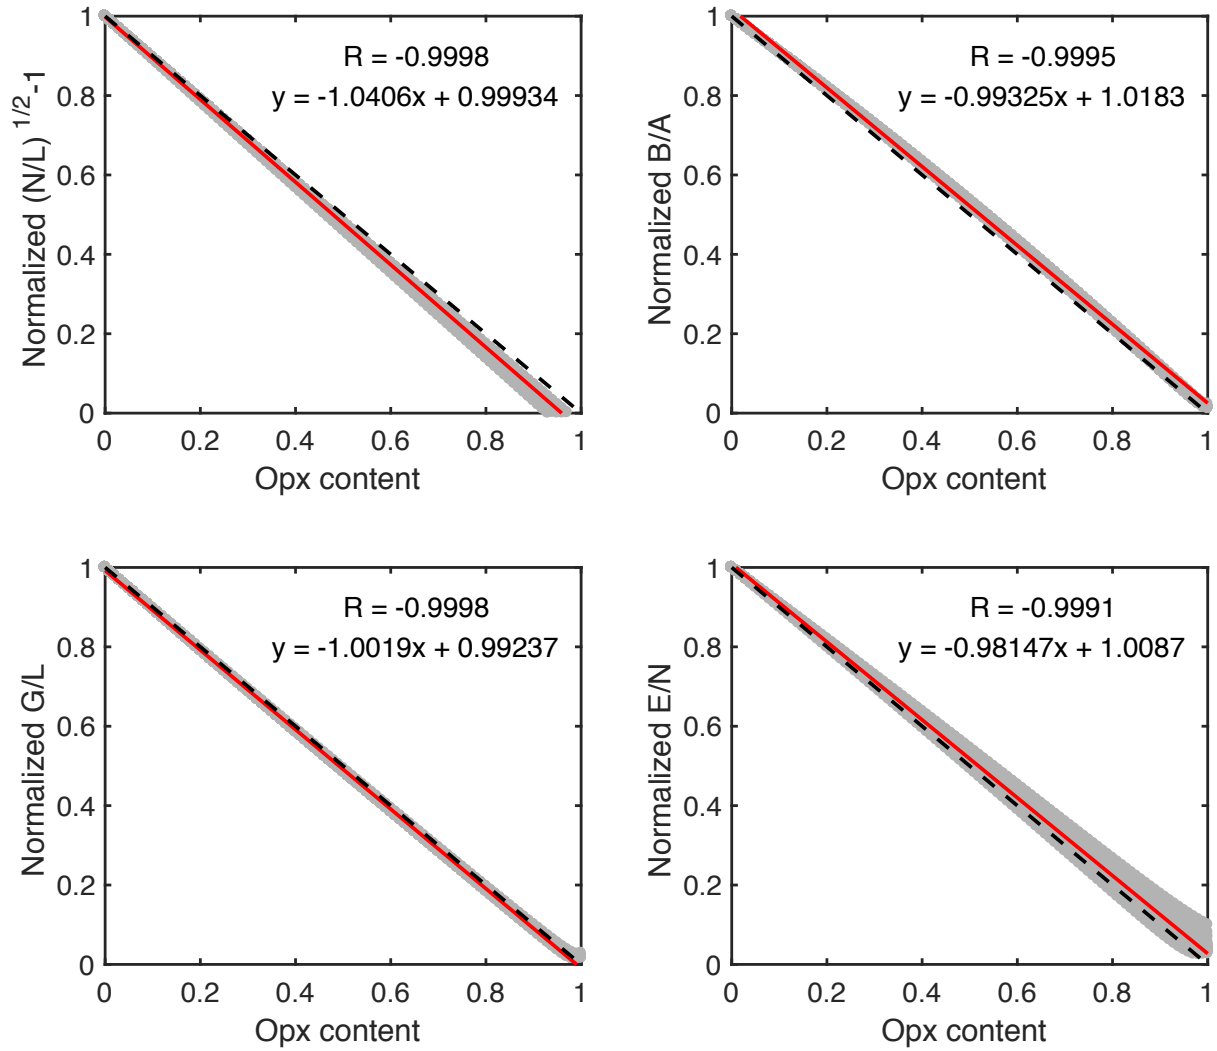 R = -0.9998
y = -1.0406x + 0.99934
Normalized (N/L) 1/2-1
1
0.8
0.6
0.4
0.2
0
0 0.2 0.4 0.6 0.8 1
Opx content
R = -0.9995
y = -0.99325x + 1.0183
Normalized B/A
1
0.8
0.6
0.4
0.2
0
0 0.2 0.4 0.6 0.8 1
Opx content
R = -0.9998
y = -1.0019x + 0.99237
Normalized G/L
1
0.8
0.6
0.4
0.2
0
0 0.2 0.4 0.6 0.8 1
Opx content
R = -0.9991
y = -0.98147x + 1.0087
Normalized E/N
1
0.8
0.6
0.4
0.2
0
0 0.2 0.4 0.6 0.8 1
Opx content